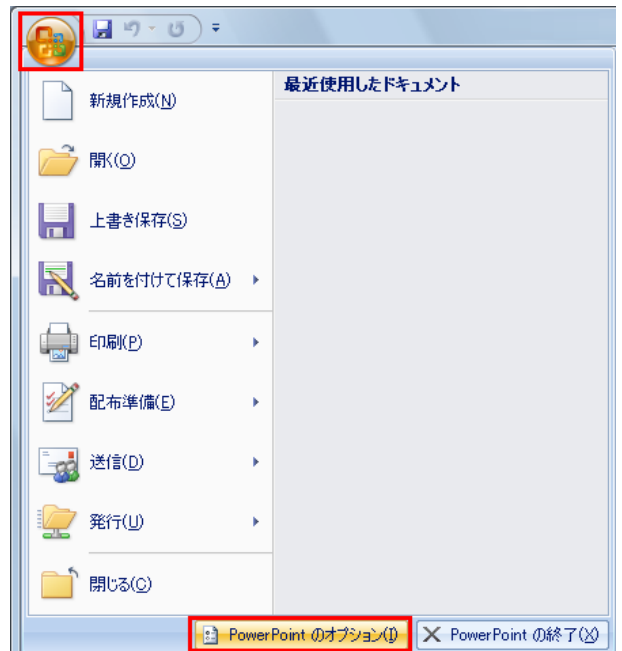 最近使用したドキュメント
新規作成(N)
開く(O)
上書き保存(S)
名前を付けて保存(A)
印刷(P)
配布準備(E)
送信(D)
発行(U)
閉じる(C)
PowerPoint のオプション(I) PowerPoint の終了(X)